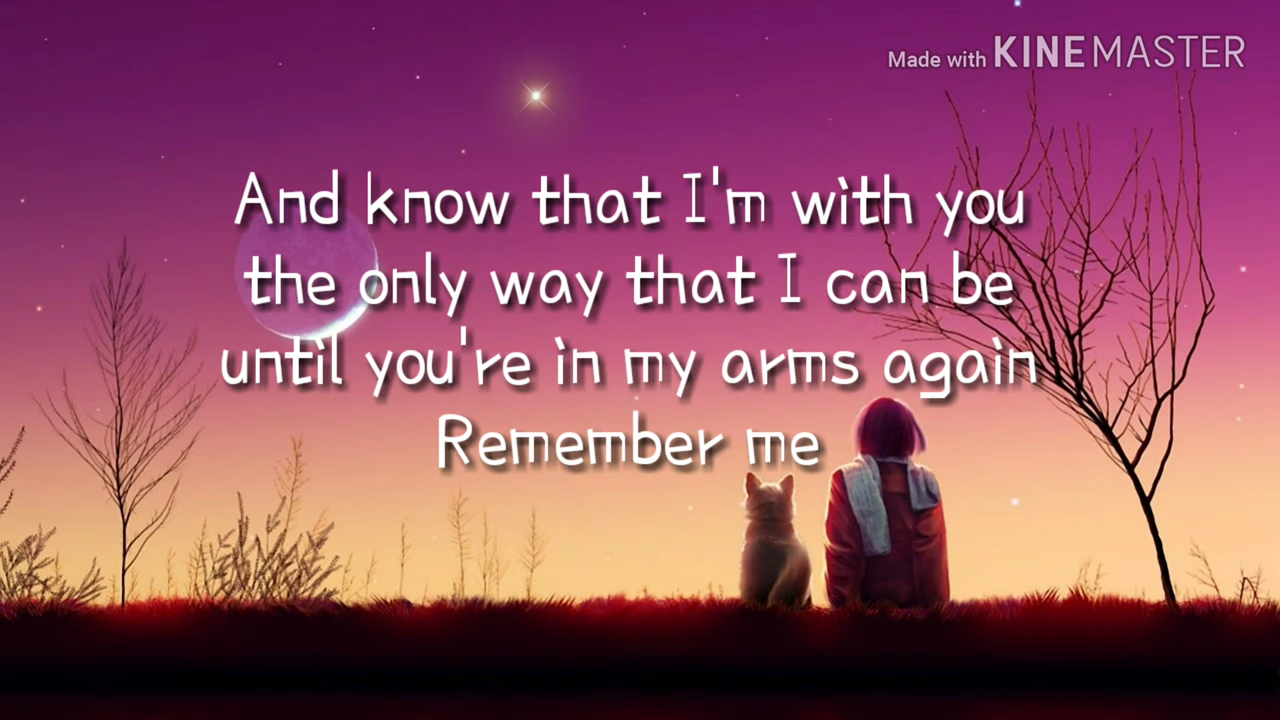 Made with KINEMASTER
And know that I'm with you
the only way that I can be
until you're in my arms again
Remember me